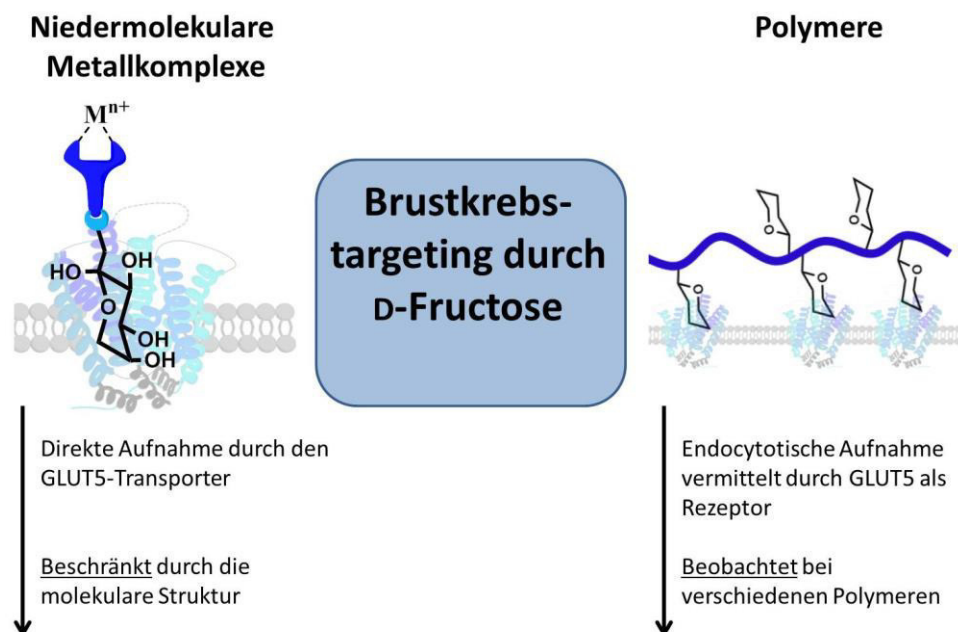 Niedermolekulare
Metallkomplexe
Mⁿ⁺
HO
OH
O
OH
OH
Direkte Aufnahme durch den
GLUT5-Transporter
Beschränkt durch die
molekulare Struktur
Brustkrebs-
targeting durch
D-Fructose
Polymere
O
O
O
O
O
Endocytotische Aufnahme
vermittelt durch GLUT5 als
Rezeptor
Beobachtet bei
verschiedenen Polymeren